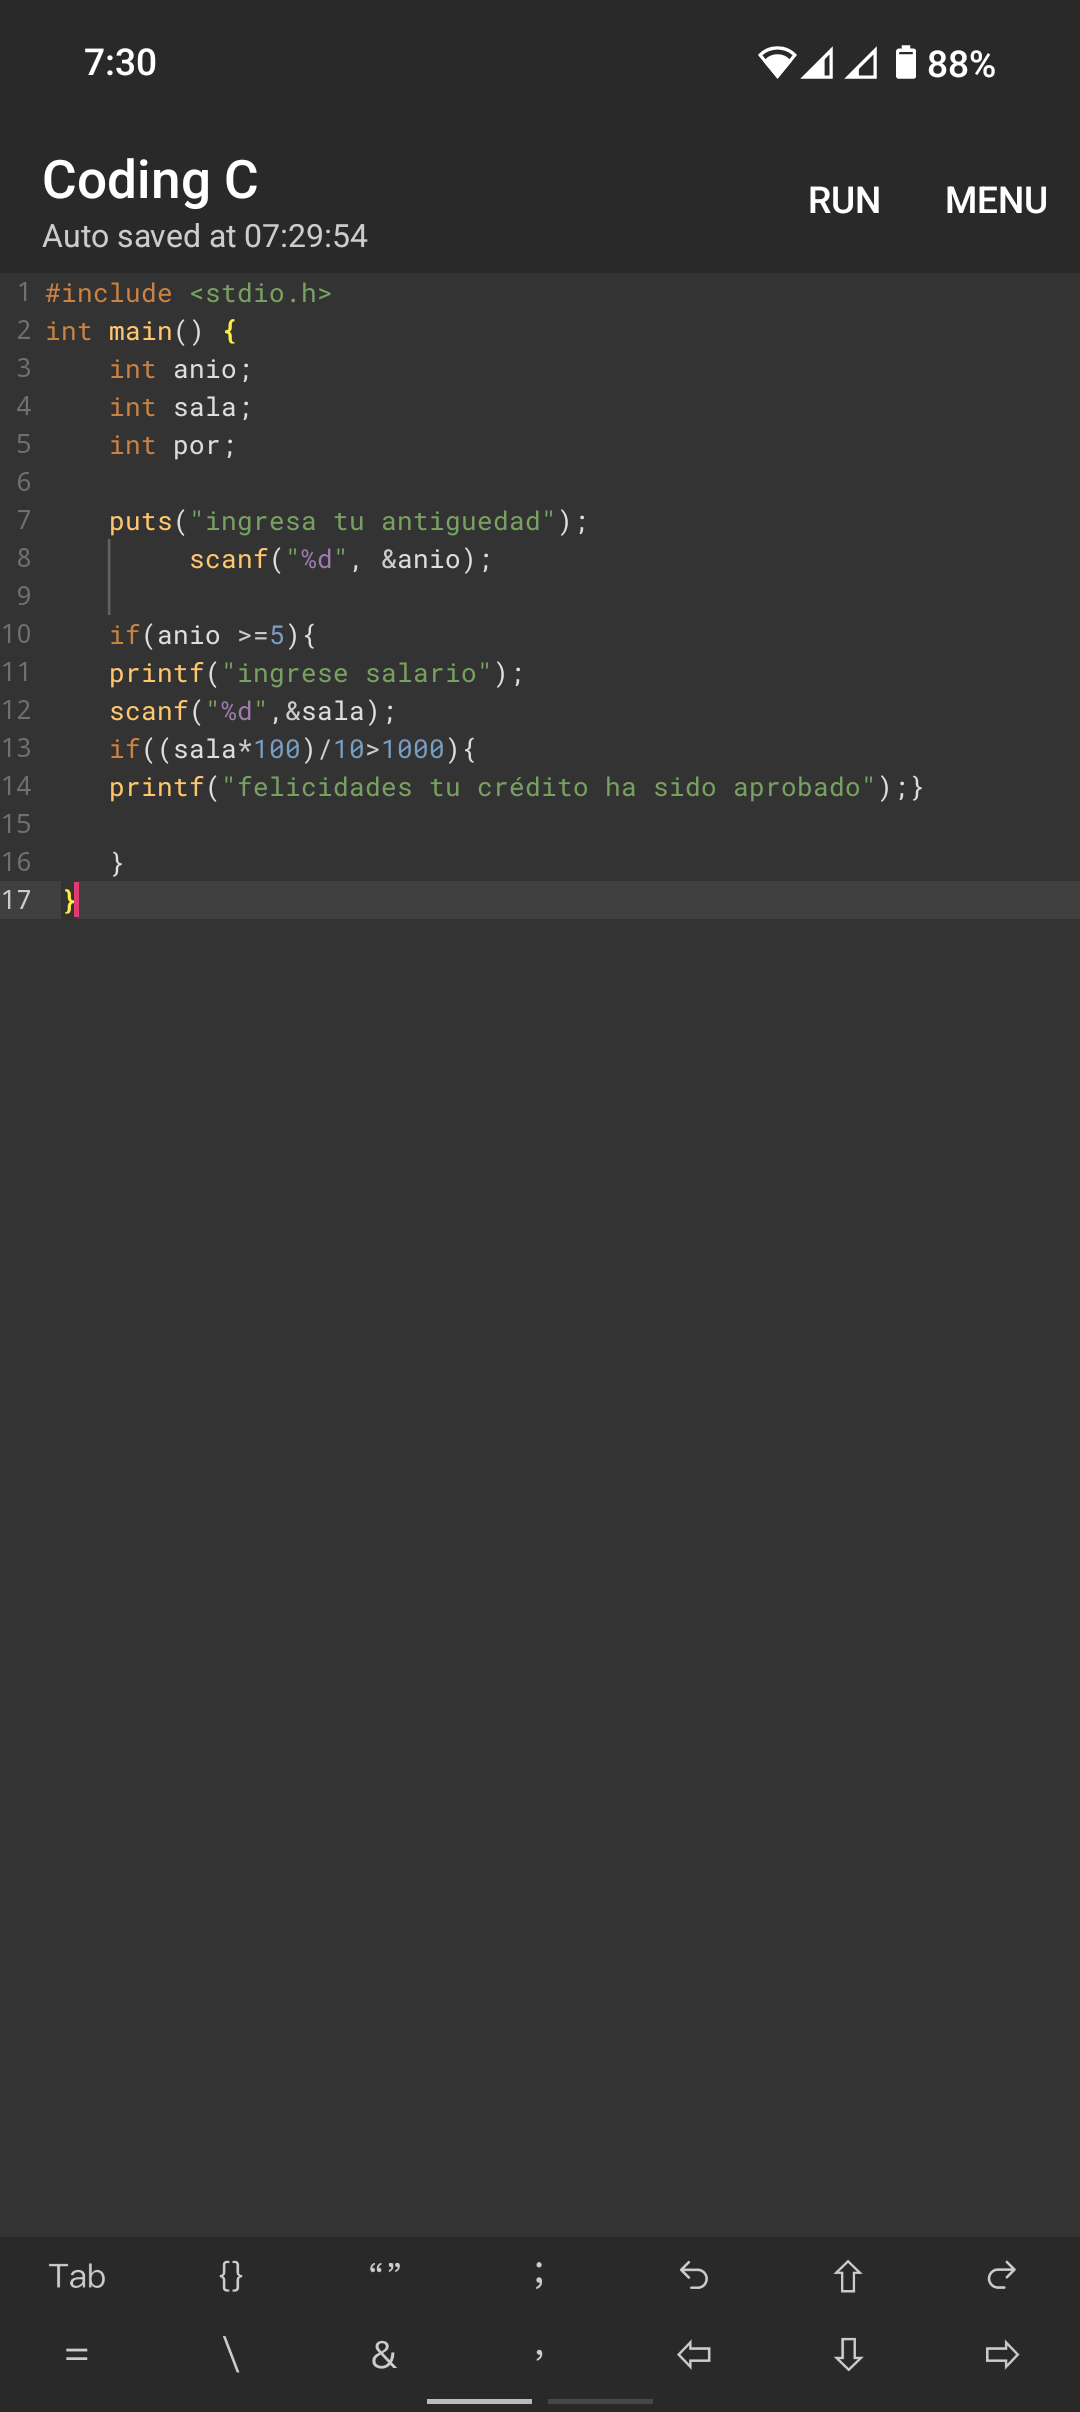 7:30
88%
Coding C
RUN MENU
Auto saved at 07:29:54
1 #include <stdio.h>
2 int main() {
3 int anio;
4 int sala;
5 int por;
6
7 puts("ingresa tu antiguedad");
8 scanf("%d", &anio);
9
10 if(anio >=5){
11 printf("ingrese salario");
12 scanf("%d",&sala);
13 if((sala*100)/10>1000){
14 printf("felicidades tu crédito ha sido aprobado");}
15
16 }
17 }
Tab {} “” ;
= \ & ,